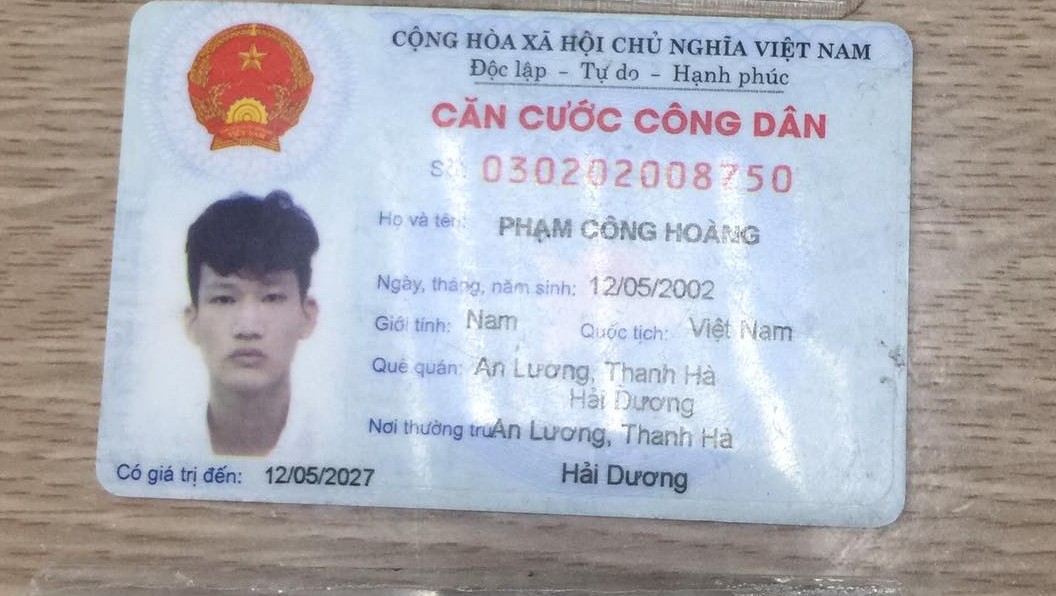 CỘNG HÒA XÃ HỘI CHỦ NGHĨA VIỆT NAM
Độc lập - Tự do - Hạnh phúc
CĂN CƯỚC CÔNG DÂN
Số: 030202008750
Họ và tên: PHẠM CÔNG HOÀNG
Ngày, tháng, năm sinh: 12/05/2002
Giới tính: Nam Quốc tịch: Việt Nam
Quê quán: An Lương, Thanh Hà
Hải Dương
Nơi thường trú An Lương, Thanh Hà
Hải Dương
Có giá trị đến: 12/05/2027